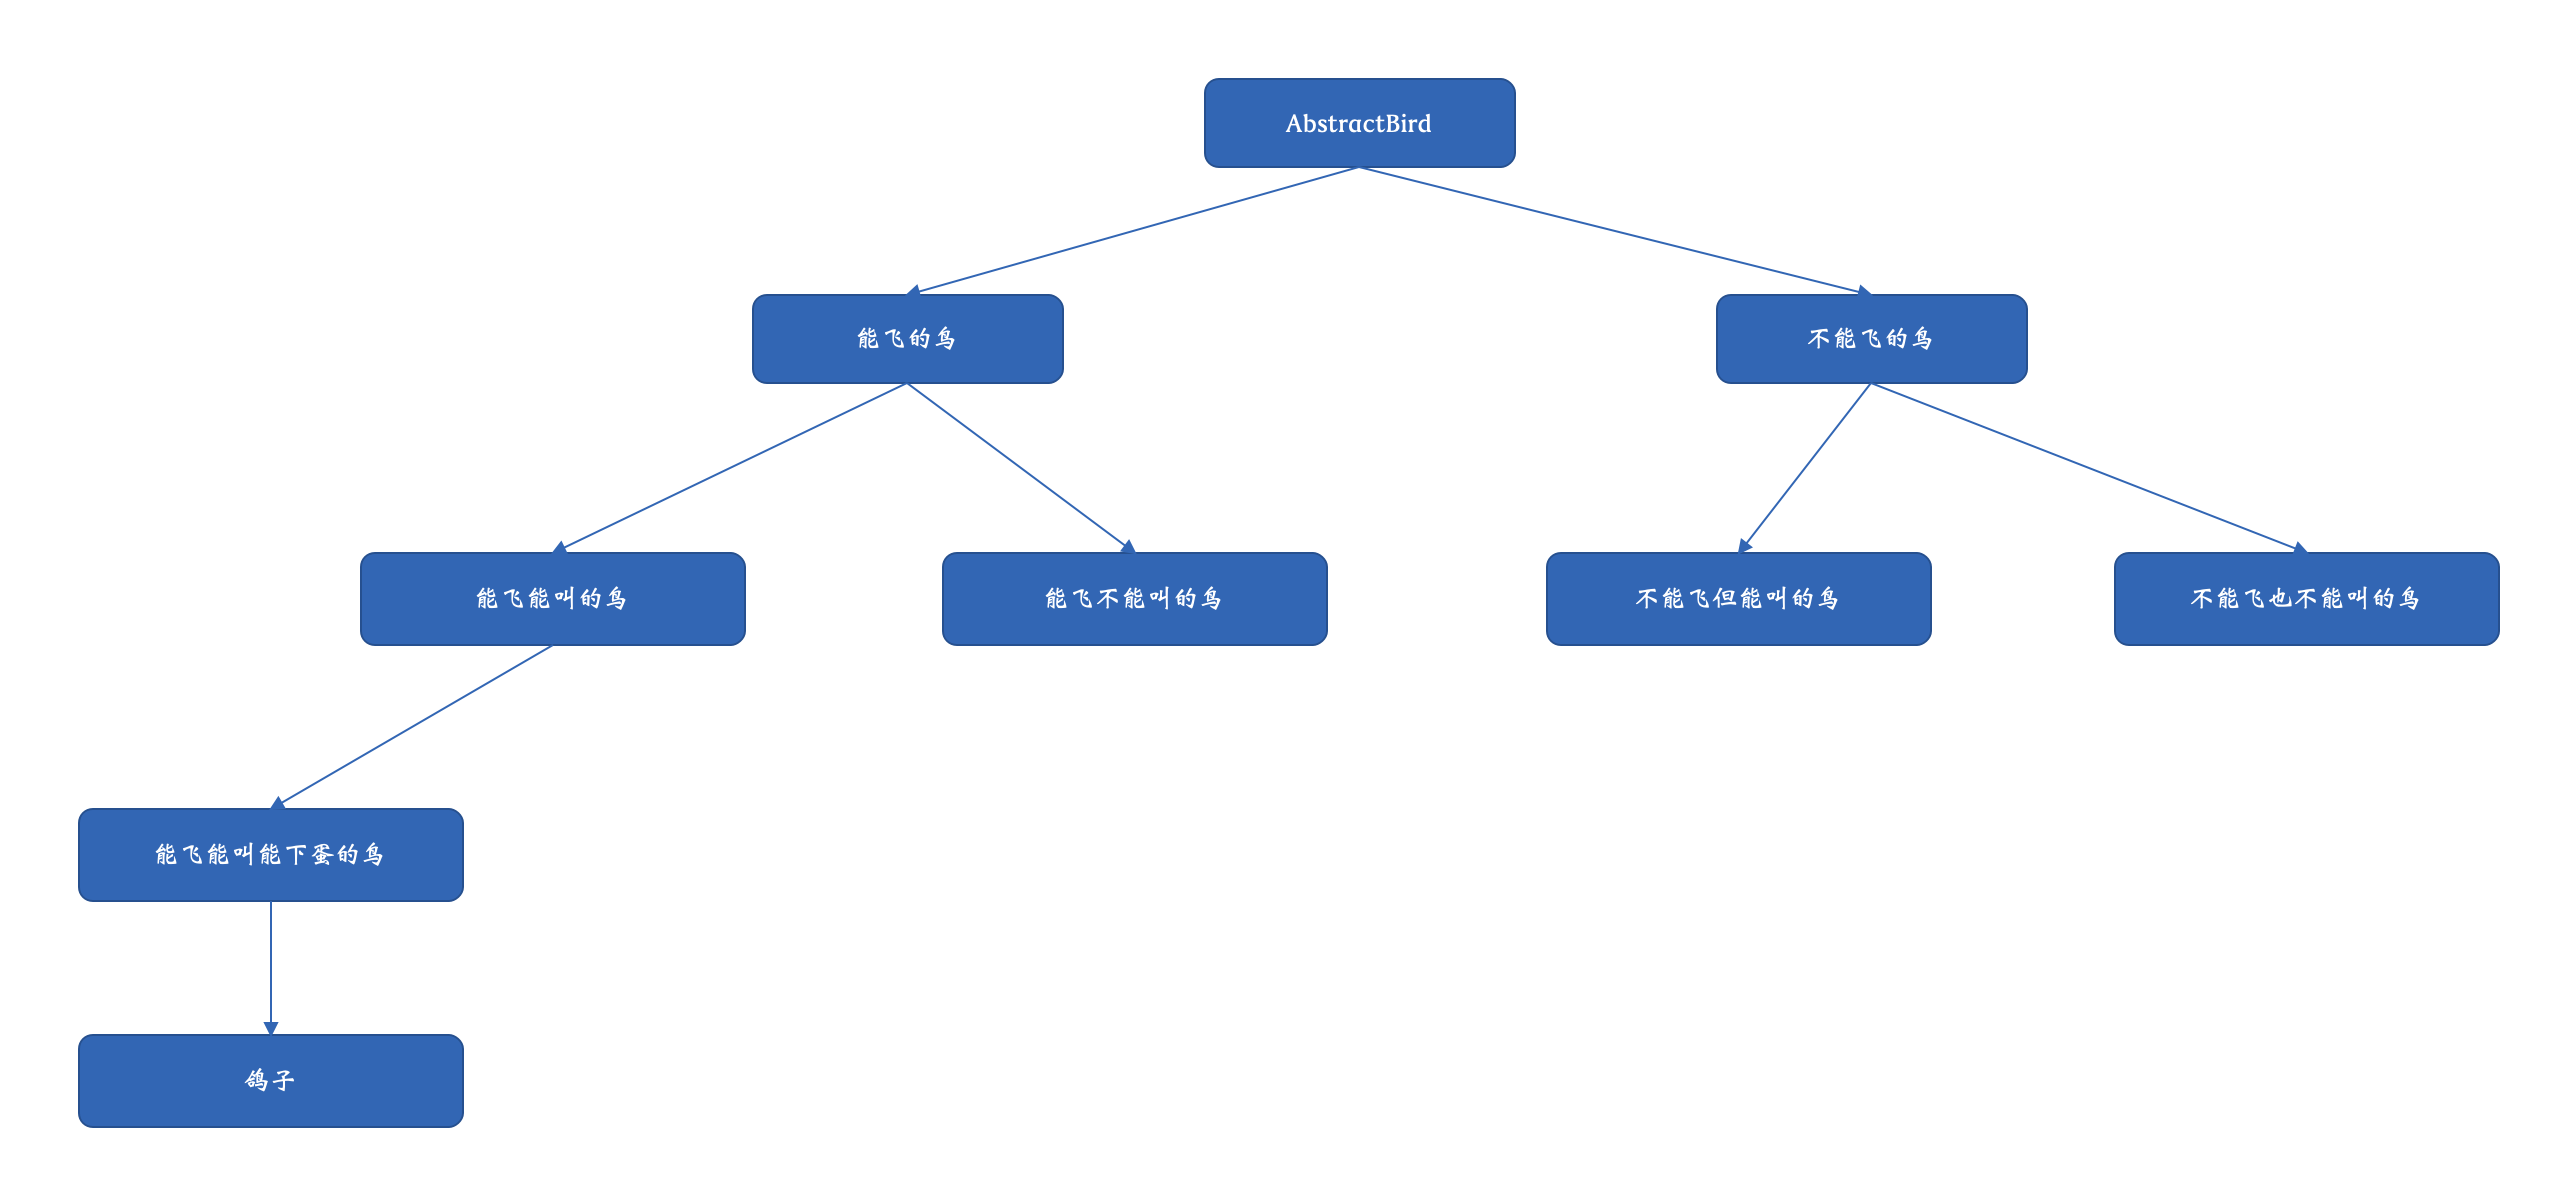 AbstractBird
能飞的鸟
不能飞的鸟
能飞能叫的鸟
能飞不能叫的鸟
不能飞但能叫的鸟
不能飞也不能叫的鸟
能飞能叫能下蛋的鸟
鸽子